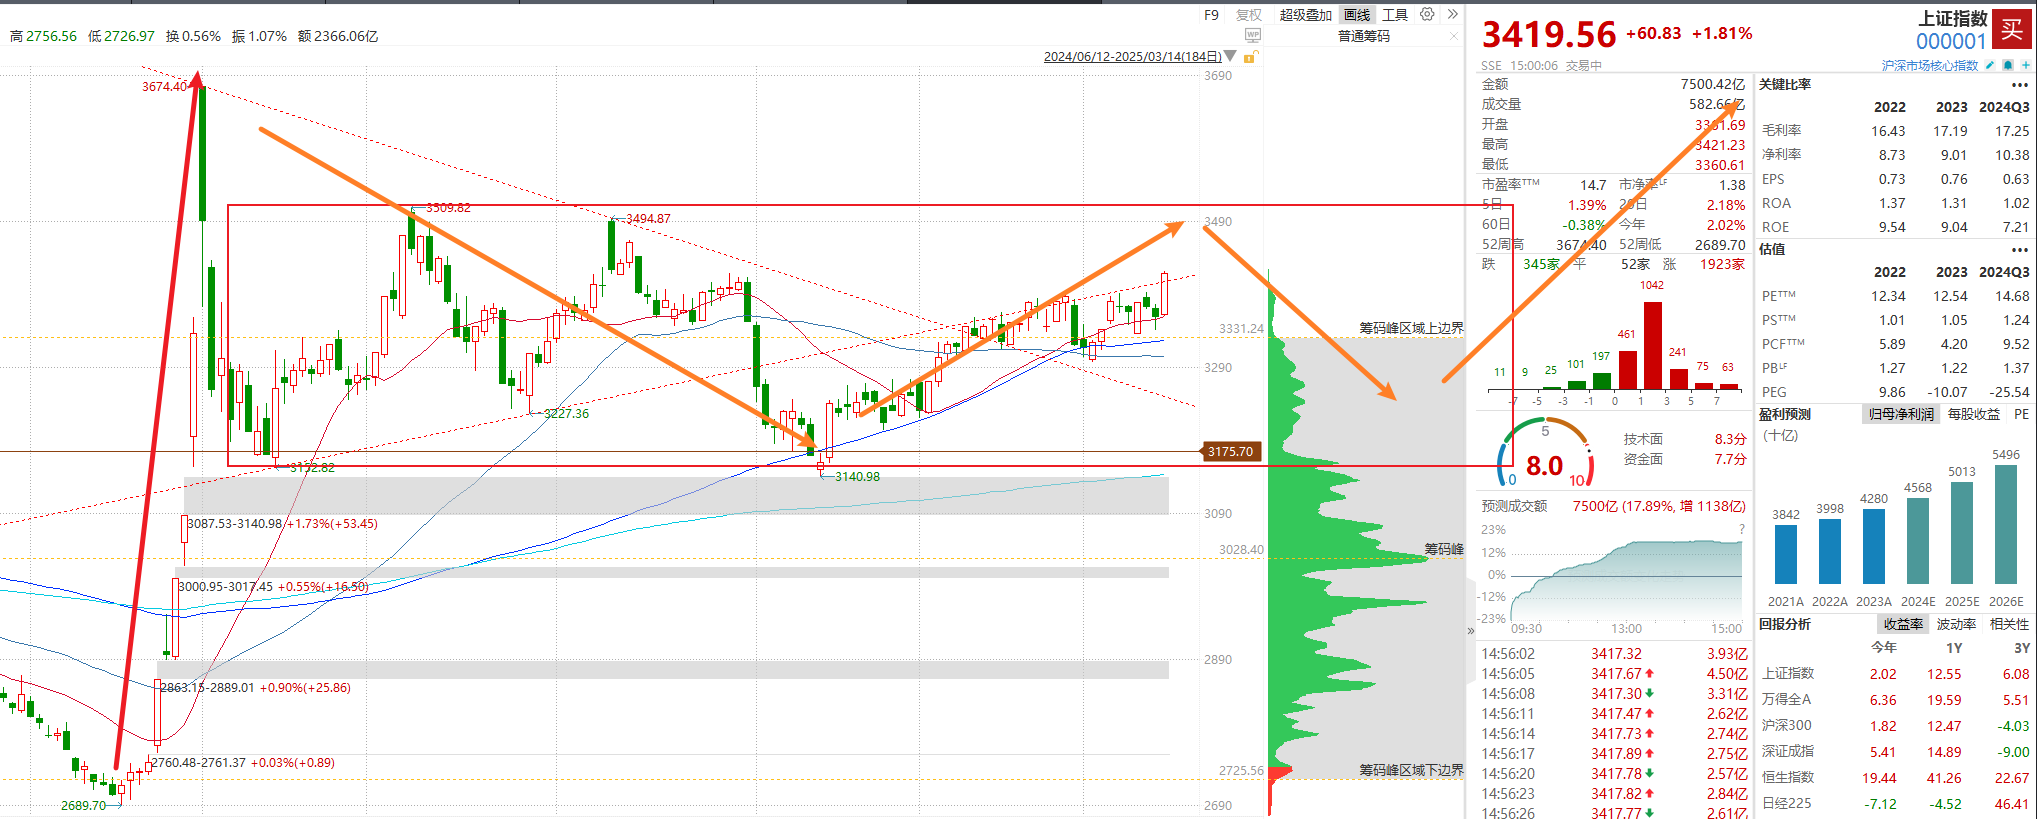 高2756.56 低2726.97 换0.56% 振1.07% 额2366.06亿
F9 复权 超级叠加 画线 工具
WP
2024/06/12-2025/03/14(184日)
3690
3490
3331.24
3290
3175.70
3090
3028.40
2890
2725.56
2690
3674.40
3509.82
3494.87
3227.36
3152.82
3140.98
3087.53-3140.98 +1.73%(+53.45)
3000.95-3017.45 +0.55%(+16.50)
2863.15-2889.01 +0.90%(+25.86)
2760.48-2761.37 +0.03%(+0.89)
2689.70
普通筹码
筹码峰区域上边界
筹码峰
筹码峰区域下边界
3419.56 +60.83 +1.81%
上证指数
000001
买
SSE 15:00:06 交易中
沪深市场核心指数
金额 7500.42亿
成交量 582.66亿
开盘 3361.69
最高 3421.23
最低 3360.61
市盈率TTM 14.7 市净率LF 1.38
5日 1.39% 20日 2.18%
60日 -0.38% 今年 2.02%
52周高 3674.40 52周低 2689.70
跌 345家 平 52家 涨 1923家
11 9 25 101 197 461 1042 241 75 63
-7 -5 -3 -1 0 1 3 5 7
5
8.0
0 10
技术面 8.3分
资金面 7.7分
预测成交额 7500亿 (17.89%, 增 1138亿)
?
23%
12%
0%
-12%
-23%
09:30 13:00 15:00
14:56:02 3417.32 3.93亿
14:56:05 3417.67 4.50亿
14:56:08 3417.30 3.31亿
14:56:11 3417.47 2.62亿
14:56:14 3417.73 2.74亿
14:56:17 3417.89 2.75亿
14:56:20 3417.78 2.57亿
14:56:23 3417.82 2.84亿
14:56:26 3417.77 2.61亿
关键比率
2022 2023 2024Q3
毛利率 16.43 17.19 17.25
净利率 8.73 9.01 10.38
EPS 0.73 0.76 0.63
ROA 1.37 1.31 1.02
ROE 9.54 9.04 7.21
估值
2022 2023 2024Q3
PETTM 12.34 12.54 14.68
PSTTM 1.01 1.05 1.24
PCFTTM 5.89 4.20 9.52
PBLF 1.27 1.22 1.37
PEG 9.86 -10.07 -25.54
盈利预测 归母净利润 每股收益 PE
(十亿)
3842 3998 4280 4568 5013 5496
2021A 2022A 2023A 2024E 2025E 2026E
回报分析 收益率 波动率 相关性
今年 1Y 3Y
上证指数 2.02 12.55 6.08
万得全A 6.36 19.59 5.51
沪深300 1.82 12.47 -4.03
深证成指 5.41 14.89 -9.00
恒生指数 19.44 41.26 22.67
日经225 -7.12 -4.52 46.41